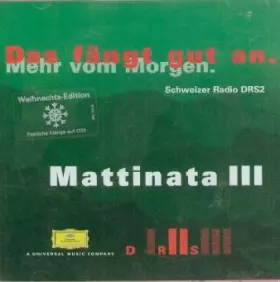 Das fängt gut an.
Mehr vom Morgen.
Schweizer Radio DRS2
Weihnachts-Edition
Mattinata III
A UNIVERSAL MUSIC COMPANY
D R S